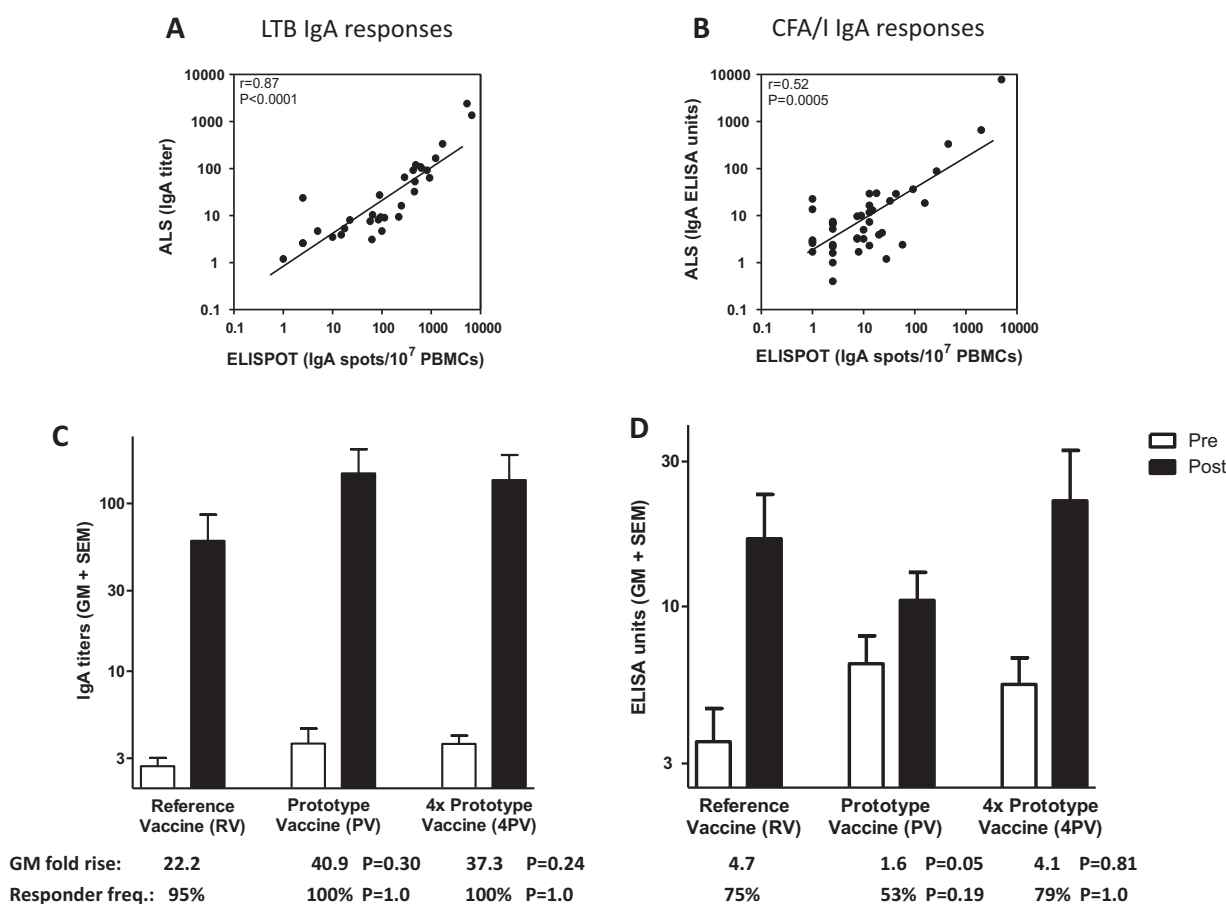 A LTB IgA responses
B CFA/I IgA responses
r=0.87
P<0.0001
10000
1000
100
10
1
0.1
ALS (IgA titer)
0.1 1 10 100 1000 10000
ELISPOT (IgA spots/10⁷ PBMCs)
r=0.52
P=0.0005
10000
1000
100
10
1
0.1
ALS (IgA ELISA units)
0.1 1 10 100 1000 10000
ELISPOT (IgA spots/10⁷ PBMCs)
C
100
30
10
3
IgA titers (GM + SEM)
Reference Prototype 4x Prototype
Vaccine (RV) Vaccine (PV) Vaccine (4PV)
D
30
10
3
ELISA units (GM + SEM)
Reference Prototype 4x Prototype
Vaccine (RV) Vaccine (PV) Vaccine (4PV)
Pre
Post
GM fold rise: 22.2 40.9 P=0.30 37.3 P=0.24 4.7 1.6 P=0.05 4.1 P=0.81
Responder freq.: 95% 100% P=1.0 100% P=1.0 75% 53% P=0.19 79% P=1.0